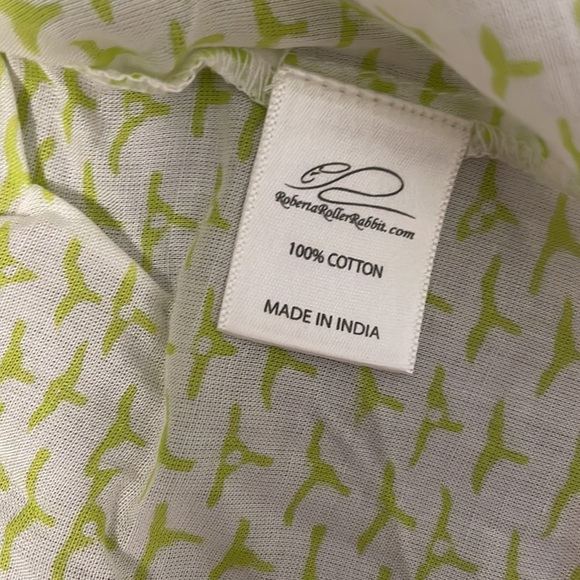 RobertaRollerRabbit.com
100% COTTON
MADE IN INDIA